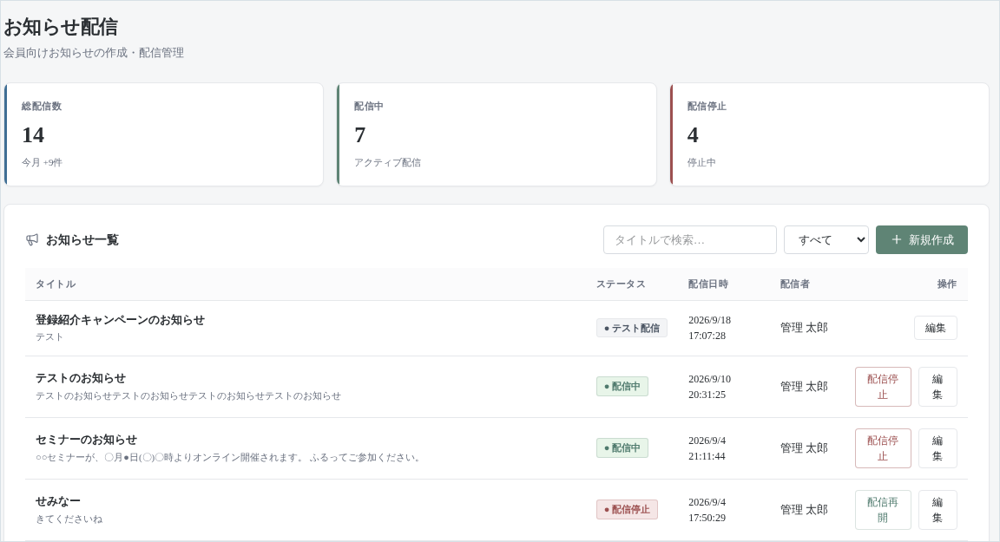 お知らせ配信
会員向けお知らせの作成・配信管理
総配信数
14
今月 +9件
配信中
7
アクティブ配信
配信停止
4
停止中
お知らせ一覧
タイトルで検索…
すべて
新規作成
タイトル ステータス 配信日時 配信者 操作
登録紹介キャンペーンのお知らせ
テスト
● テスト配信
2026/9/18
17:07:28
管理 太郎
編集
テストのお知らせ
テストのお知らせテストのお知らせテストのお知らせテストのお知らせ
● 配信中
2026/9/10
20:31:25
管理 太郎
配信停
止
編
集
セミナーのお知らせ
○○セミナーが、〇月●日(〇)〇時よりオンライン開催されます。 ふるってご参加ください。
● 配信中
2026/9/4
21:11:44
管理 太郎
配信停
止
編
集
せみなー
きてくださいね
● 配信停止
2026/9/4
17:50:29
管理 太郎
配信再
開
編
集